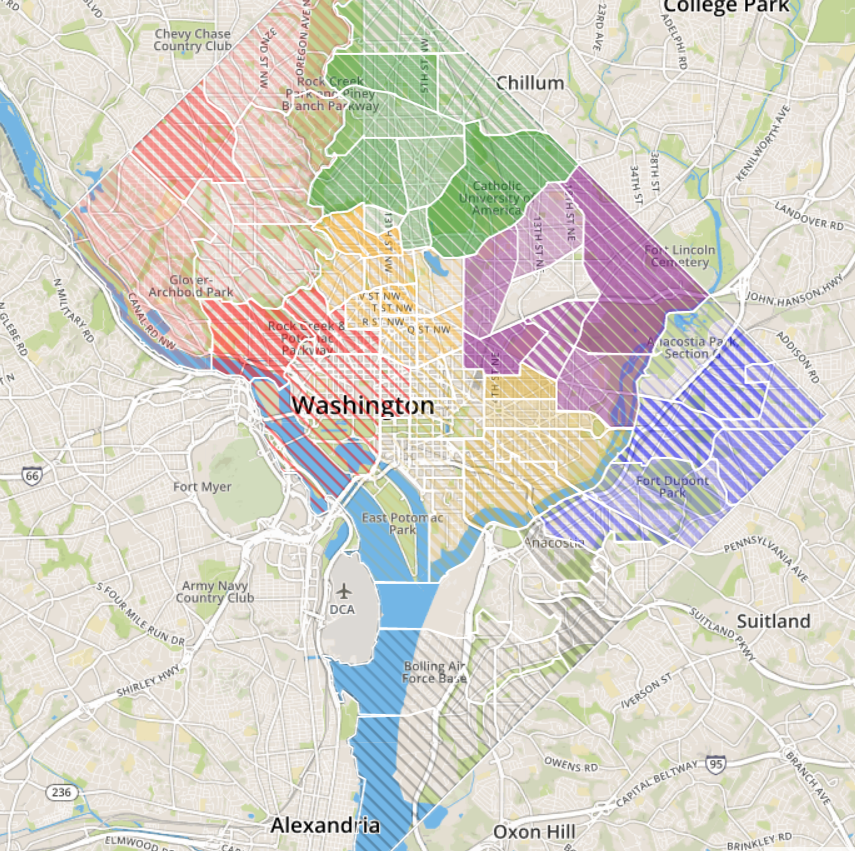 College Park
RD
BLVD
Chevy Chase
Country Club
32ND ST NW
OREGON AVE N
5TH ST NW
23RD AVE
ADELPHI RD
Rock Creek
Park and Piney
Branch Parkway
Chillum
KENILWORTH AVE
34TH ST
38TH ST
Catholic
University of
America
LANDOVER RD
13TH ST NW
13TH ST N
12TH ST NE
Fort Lincoln
Cemetery
Glover-
Archbold Park
N MILITARY RD
CANAL RD NW
N GLEBE RD
JOHN HANSON HWY
V ST NW
T ST NW
R ST NW
Q ST NW
Rock Creek &
Potomac
Parkway
Anacostia Park
Section G
ADDISON RD
7TH ST NE
Washington
66
Fort Myer
Fort Dupont
Park
East Potomac
Park
Anacostia
PENNSYLVANIA AVE
Army Navy
Country Club
DCA
S FOUR MILE RUN DR
SUITLAND PKWY
Suitland
SHIRLEY HWY
Bolling Air
Force Base
IVERSON ST
OWENS RD
95
CAPITAL BELTWAY
BRANCH AVE
236
Alexandria
Oxon Hill
ELMWOOD DR
BRINKLEY RD